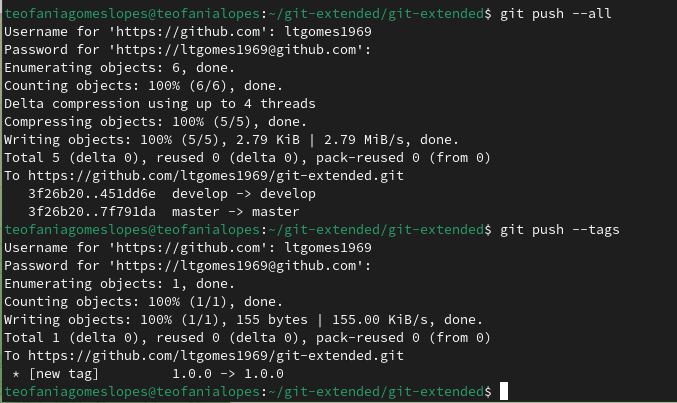 teofaniagomeslopes@teofanialopes:~/git-extended/git-extended$ git push --all
Username for 'https://github.com': ltgomes1969
Password for 'https://ltgomes1969@github.com':
Enumerating objects: 6, done.
Counting objects: 100% (6/6), done.
Delta compression using up to 4 threads
Compressing objects: 100% (5/5), done.
Writing objects: 100% (5/5), 2.79 KiB | 2.79 MiB/s, done.
Total 5 (delta 0), reused 0 (delta 0), pack-reused 0 (from 0)
To https://github.com/ltgomes1969/git-extended.git
   3f26b20..451dd6e  develop -> develop
   3f26b20..7f791da  master -> master
teofaniagomeslopes@teofanialopes:~/git-extended/git-extended$ git push --tags
Username for 'https://github.com': ltgomes1969
Password for 'https://ltgomes1969@github.com':
Enumerating objects: 1, done.
Counting objects: 100% (1/1), done.
Writing objects: 100% (1/1), 155 bytes | 155.00 KiB/s, done.
Total 1 (delta 0), reused 0 (delta 0), pack-reused 0 (from 0)
To https://github.com/ltgomes1969/git-extended.git
 * [new tag]         1.0.0 -> 1.0.0
teofaniagomeslopes@teofanialopes:~/git-extended/git-extended$